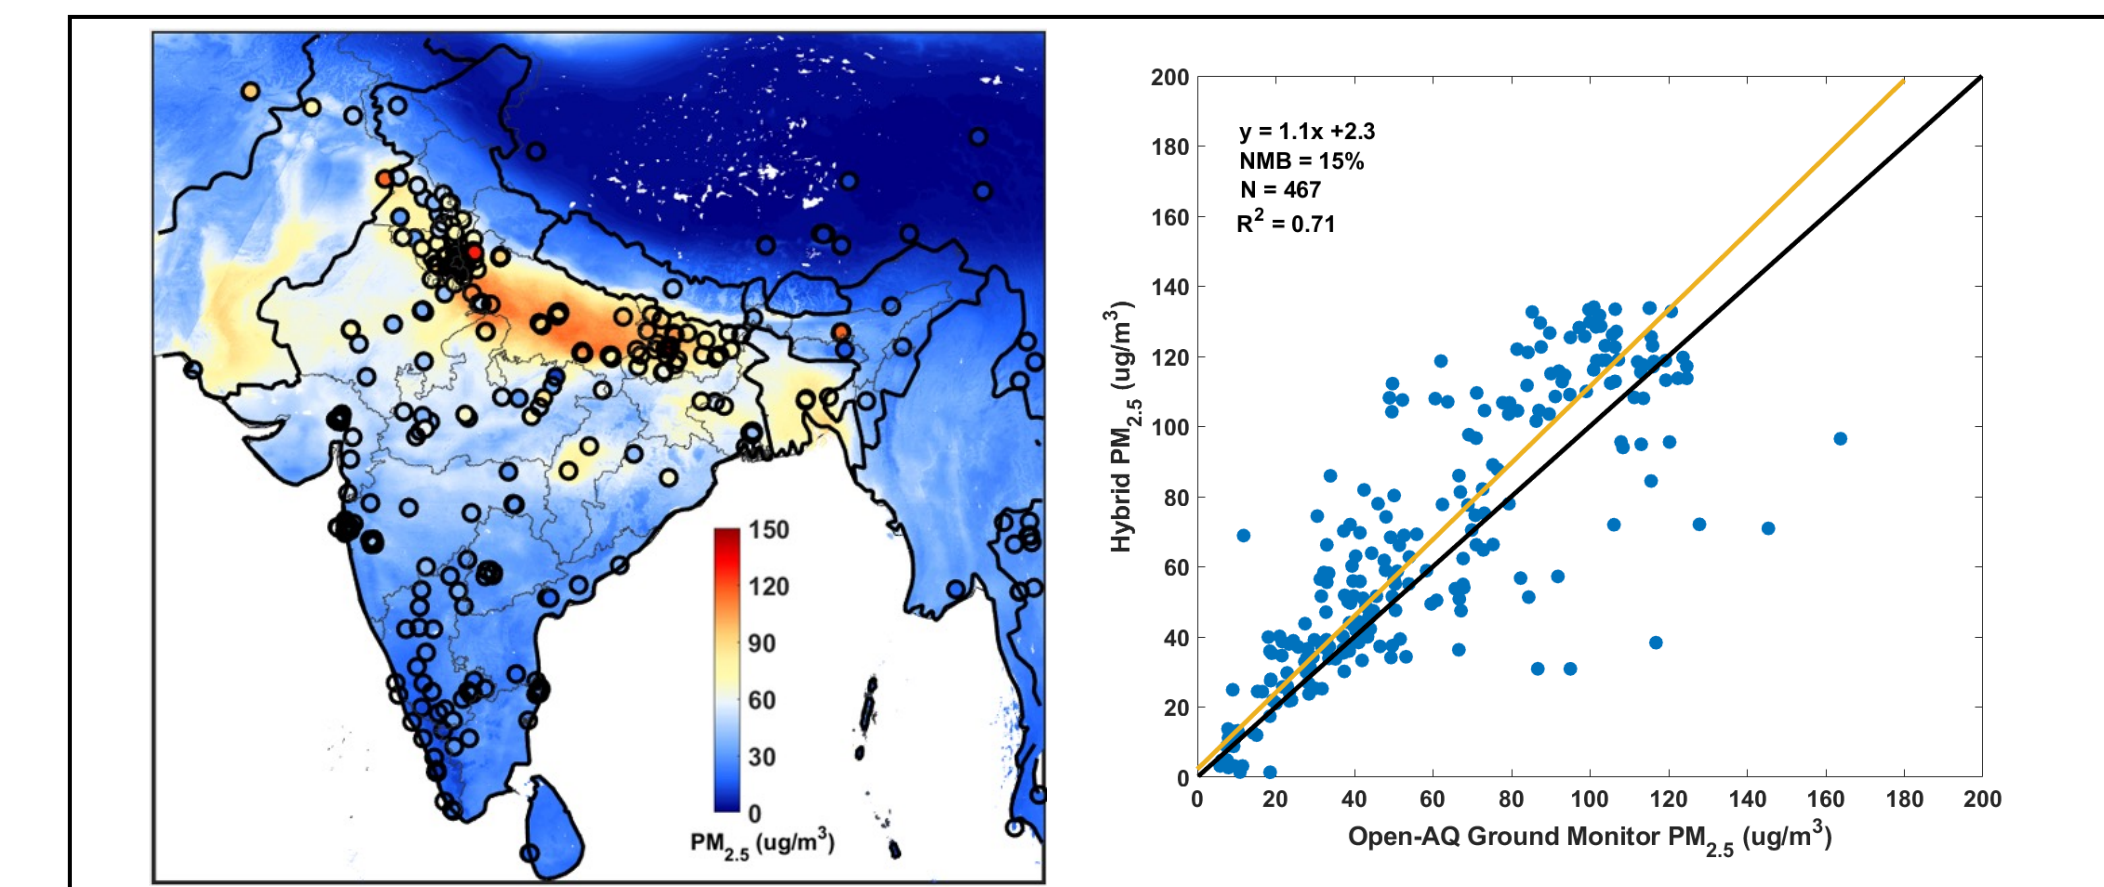 150
120
90
60
30
0
PM2.5 (ug/m3)
200
180
160
140
120
100
80
60
40
20
0
Hybrid PM2.5 (ug/m3)
y = 1.1x +2.3
NMB = 15%
N = 467
R2 = 0.71
0 20 40 60 80 100 120 140 160 180 200
Open-AQ Ground Monitor PM2.5 (ug/m3)